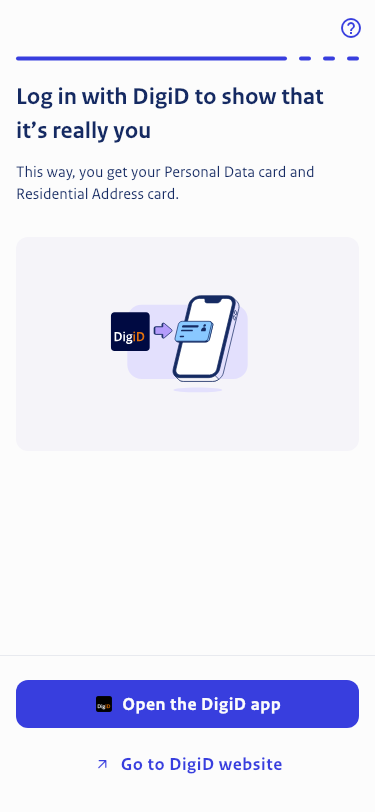 Log in with DigiD to show that
it’s really you
This way, you get your Personal Data card and
Residential Address card.
DigiD
DigiD Open the DigiD app
Go to DigiD website